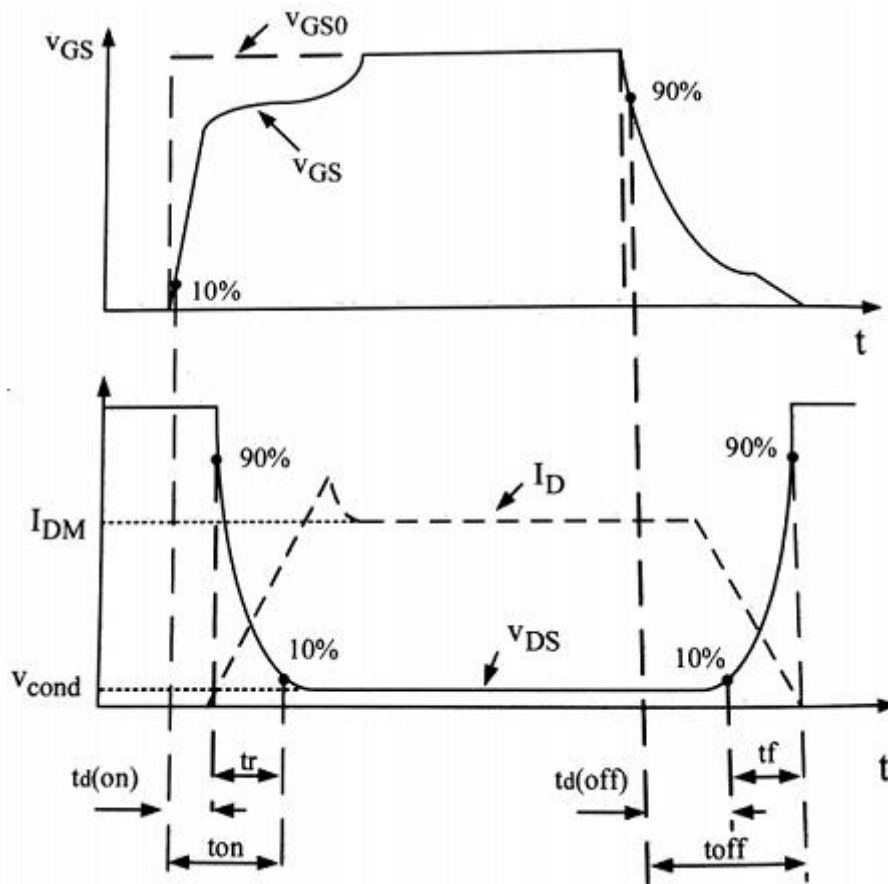 vGS0
vGS
90%
vGS
10%
t
90%
90%
ID
IDM
10%
vDS
10%
vcond
tr
tf
t
td(on)
td(off)
ton
toff